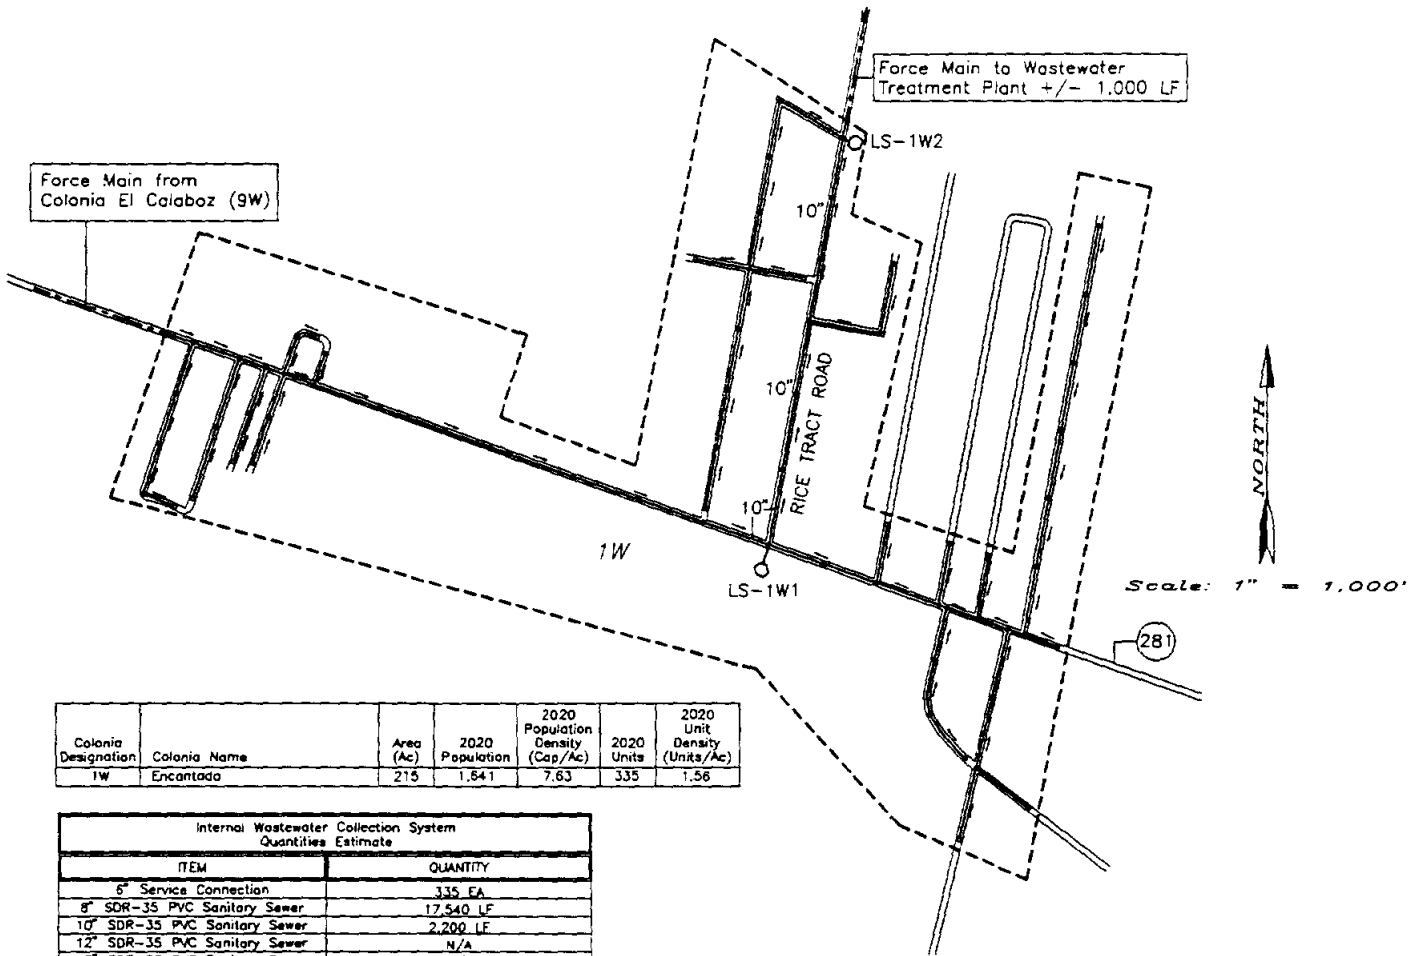 Force Main to Wastewater
Treatment Plant +/- 1,000 LF
LS-1W2
Force Main from
Colonia El Calaboz (9W)
10"
10"
RICE TRACT ROAD
10"
1W
LS-1W1
NORTH
Scale: 1" = 1,000'
281
Colonia Designation | Colonia Name | Area (Ac) | 2020 Population | 2020 Population Density (Cap/Ac) | 2020 Units | 2020 Unit Density (Units/Ac)
1W | Encantada | 215 | 1,641 | 7.63 | 335 | 1.56
Internal Wastewater Collection System
Quantities Estimate
ITEM | QUANTITY
6" Service Connection | 335 EA
8" SDR-35 PVC Sanitary Sewer | 17,540 LF
10" SDR-35 PVC Sanitary Sewer | 2,200 LF
12" SDR-35 PVC Sanitary Sewer | N/A